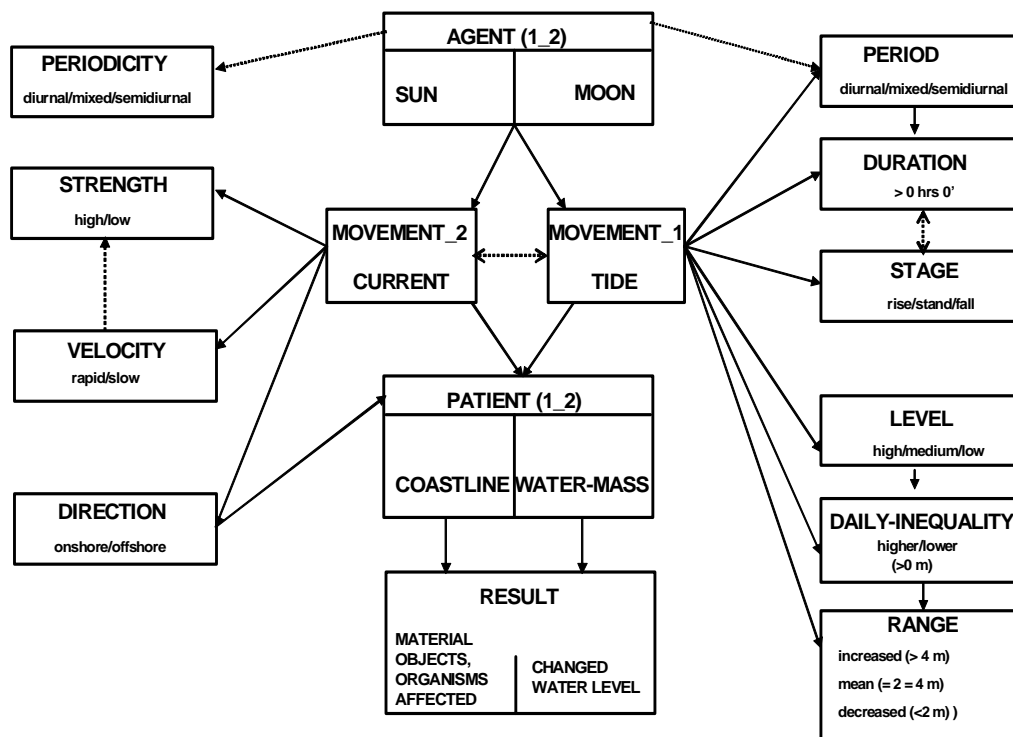 AGENT (1_2)
SUN
MOON
PERIODICITY
diurnal/mixed/semidiurnal
PERIOD
diurnal/mixed/semidiurnal
STRENGTH
high/low
DURATION
> 0 hrs 0'
MOVEMENT_2
CURRENT
MOVEMENT_1
TIDE
STAGE
rise/stand/fall
VELOCITY
rapid/slow
PATIENT (1_2)
COASTLINE
WATER-MASS
LEVEL
high/medium/low
DIRECTION
onshore/offshore
DAILY-INEQUALITY
higher/lower
(>0 m)
RESULT
MATERIAL
OBJECTS,
ORGANISMS
AFFECTED
CHANGED
WATER LEVEL
RANGE
increased (> 4 m)
mean (= 2 = 4 m)
decreased (<2 m) )